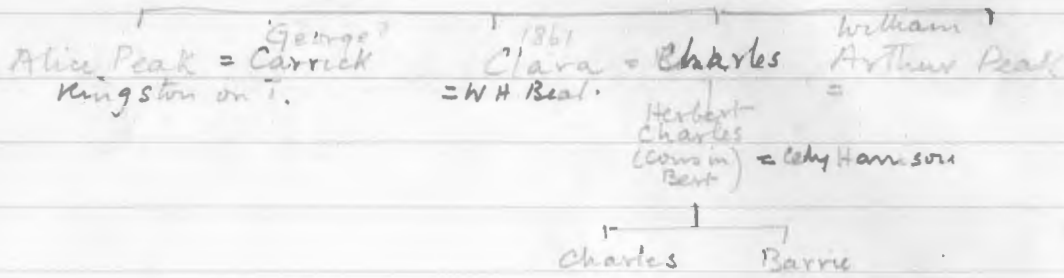 George? 1861 William
Alice Peak = Carrick Clara = Charles Arthur Peak
Kingston on T. = W H Beal. =
Herbert
Charles
(cousin = Harrison
Bert)
Charles Barrie